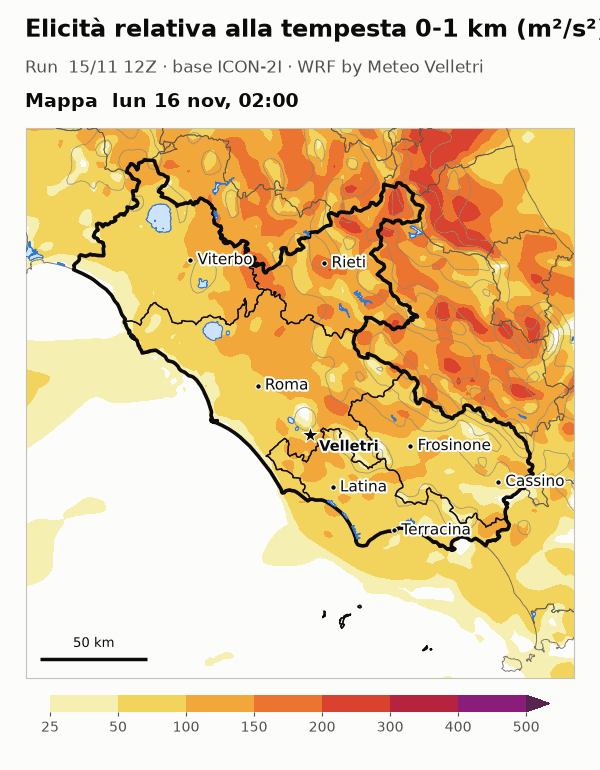 Elicità relativa alla tempesta 0-1 km (m²/s²)
Run  15/11 12Z · base ICON-2I · WRF by Meteo Velletri
Mappa  lun 16 nov, 02:00
Viterbo
Rieti
Roma
Velletri
Frosinone
Latina
Cassino
Terracina
50 km
25 50 100 150 200 300 400 500